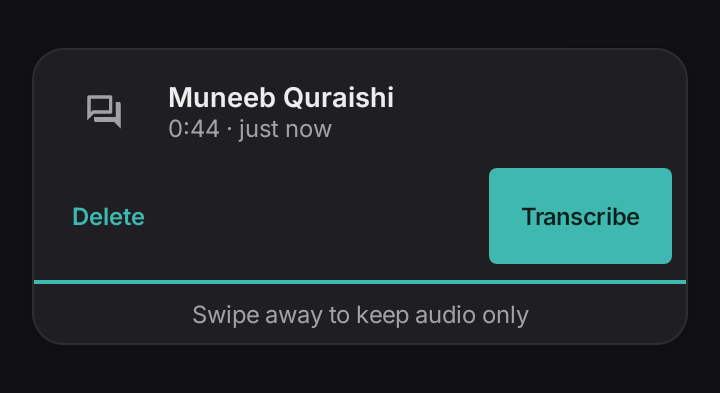 Muneeb Quraishi
0:44 · just now
Delete
Transcribe
Swipe away to keep audio only